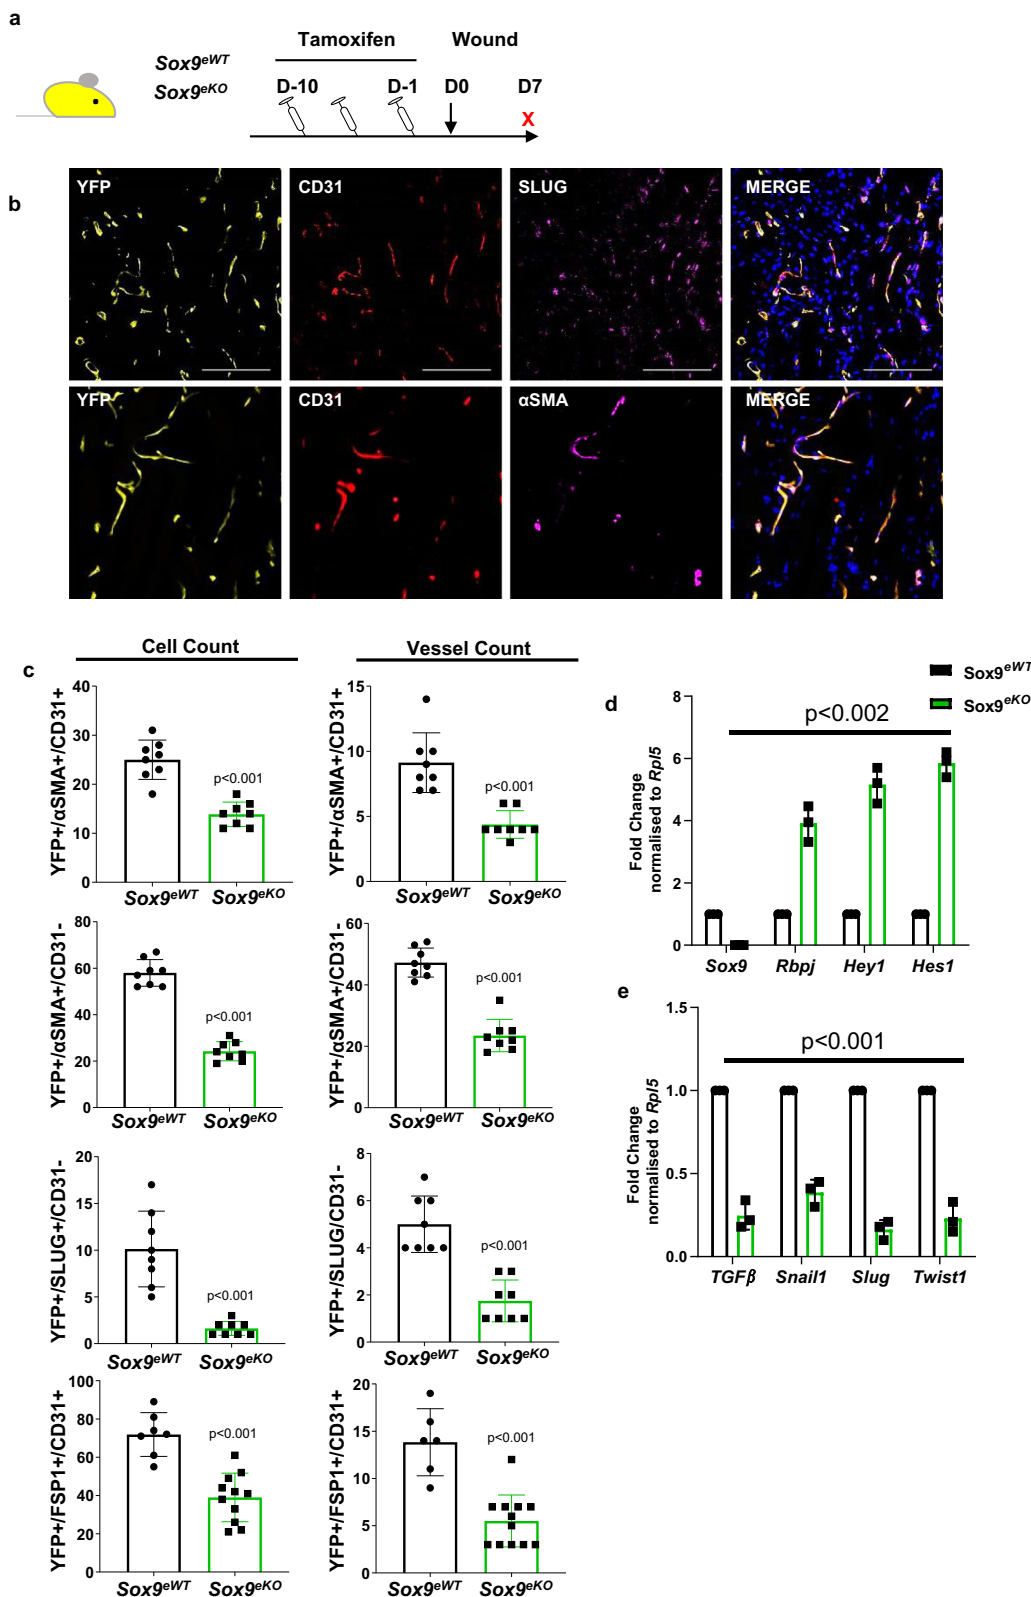 a
Tamoxifen Wound
Sox9eWT
Sox9eKO D-10 D-1 D0 D7
X
b
YFP CD31 SLUG MERGE
YFP CD31 αSMA MERGE
c
Cell Count Vessel Count
YFP+/αSMA+/CD31+
40
30
20
10
0
p<0.001
Sox9eWT Sox9eKO
YFP+/αSMA+/CD31+
15
10
5
0
p<0.001
Sox9eWT Sox9eKO
YFP+/αSMA+/CD31-
80
60
40
20
0
p<0.001
Sox9eWT Sox9eKO
YFP+/αSMA+/CD31-
60
40
20
0
p<0.001
Sox9eWT Sox9eKO
YFP+/SLUG+/CD31-
20
15
10
5
0
p<0.001
Sox9eWT Sox9eKO
YFP+/SLUG/CD31-
8
6
4
2
0
p<0.001
Sox9eWT Sox9eKO
YFP+/FSP1+/CD31+
100
80
60
40
20
0
p<0.001
Sox9eWT Sox9eKO
YFP+/FSP1+/CD31+
20
15
10
5
0
p<0.001
Sox9eWT Sox9eKO
d
Sox9eWT
Sox9eKO
p<0.002
Fold Change
normalised to Rpl5
8
6
4
2
0
Sox9 Rbpj Hey1 Hes1
e
p<0.001
Fold Change
normalised to Rpl5
1.5
1.0
0.5
0.0
TGFβ Snail1 Slug Twist1